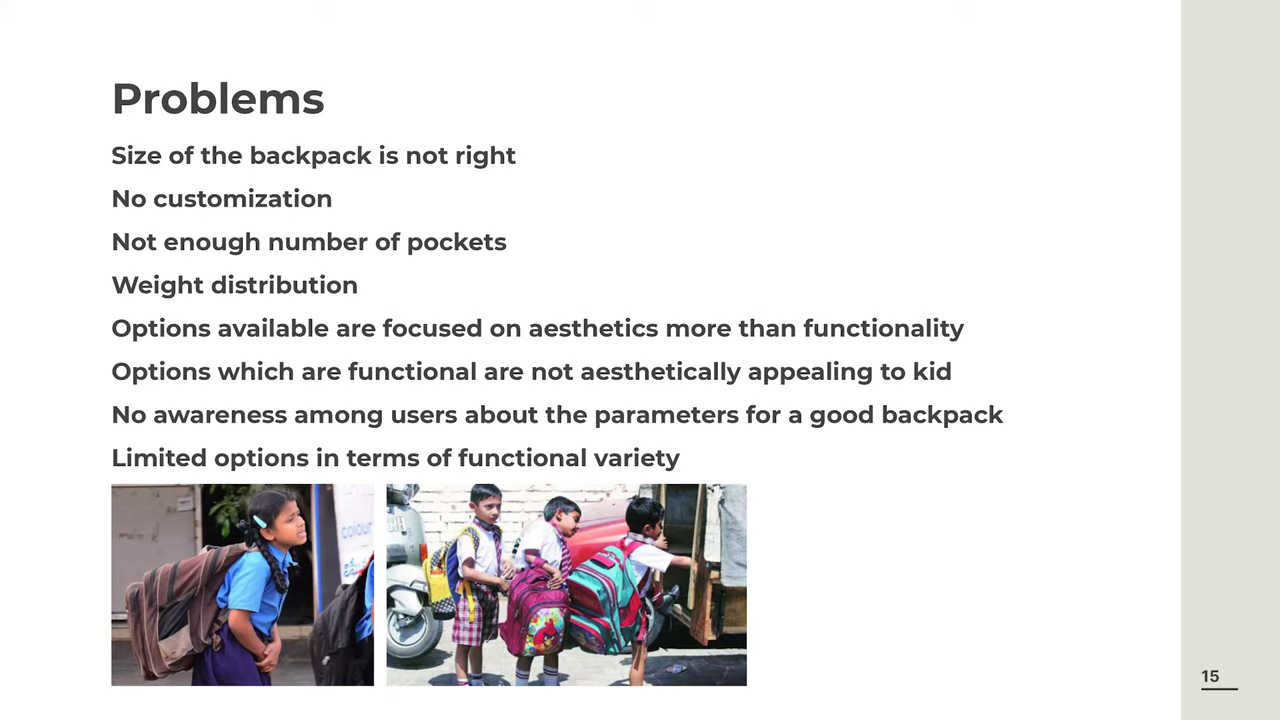 Problems
Size of the backpack is not right
No customization
Not enough number of pockets
Weight distribution
Options available are focused on aesthetics more than functionality
Options which are functional are not aesthetically appealing to kid
No awareness among users about the parameters for a good backpack
Limited options in terms of functional variety
colour
15